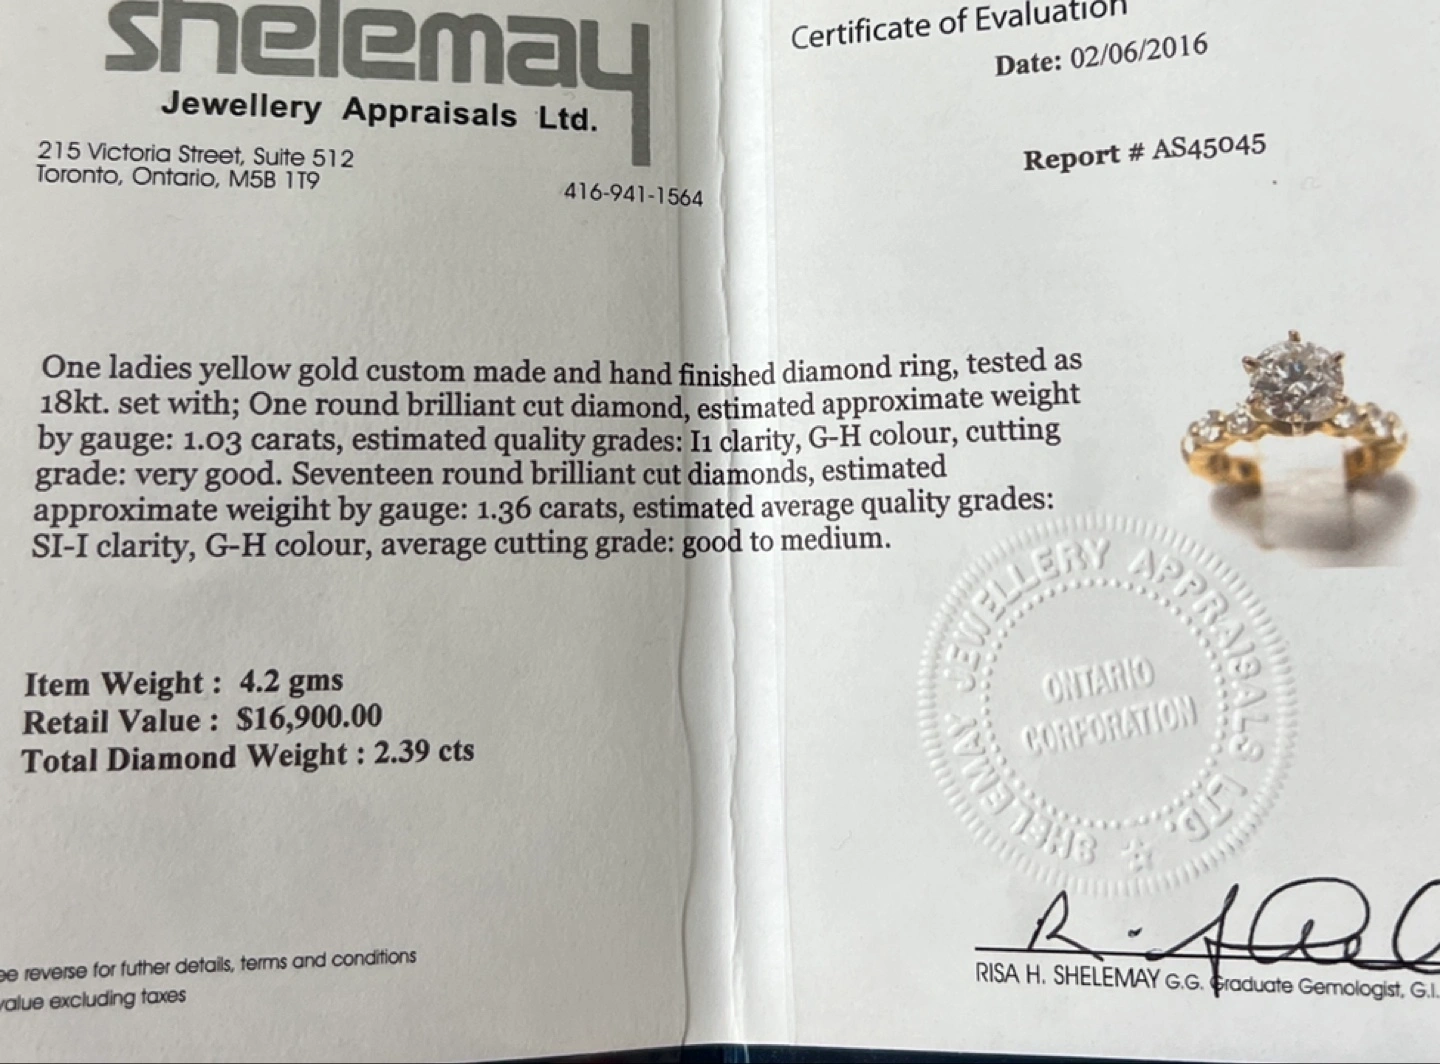 shelemay
Jewellery Appraisals Ltd.
215 Victoria Street, Suite 512
Toronto, Ontario, M5B 1T9
416-941-1564
Certificate of Evaluation
Date: 02/06/2016
Report # AS45045
One ladies yellow gold custom made and hand finished diamond ring, tested as
18kt. set with; One round brilliant cut diamond, estimated approximate weight
by gauge: 1.03 carats, estimated quality grades: I1 clarity, G-H colour, cutting
grade: very good. Seventeen round brilliant cut diamonds, estimated
approximate weigiht by gauge: 1.36 carats, estimated average quality grades:
SI-I clarity, G-H colour, average cutting grade: good to medium.
Item Weight : 4.2 gms
Retail Value : $16,900.00
Total Diamond Weight : 2.39 cts
SHELEMAY JEWELLERY APPRAISALS LTD.
ONTARIO
CORPORATION
reverse for futher details, terms and conditions
value excluding taxes
RISA H. SHELEMAY G.G. Graduate Gemologist, G.I.